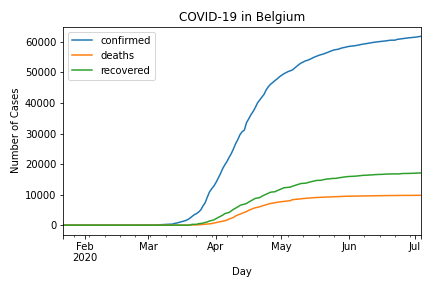 COVID-19 in Belgium
confirmed
deaths
recovered
60000
50000
40000
30000
20000
10000
0
Number of Cases
Feb
2020
Mar
Apr
May
Jun
Jul
Day